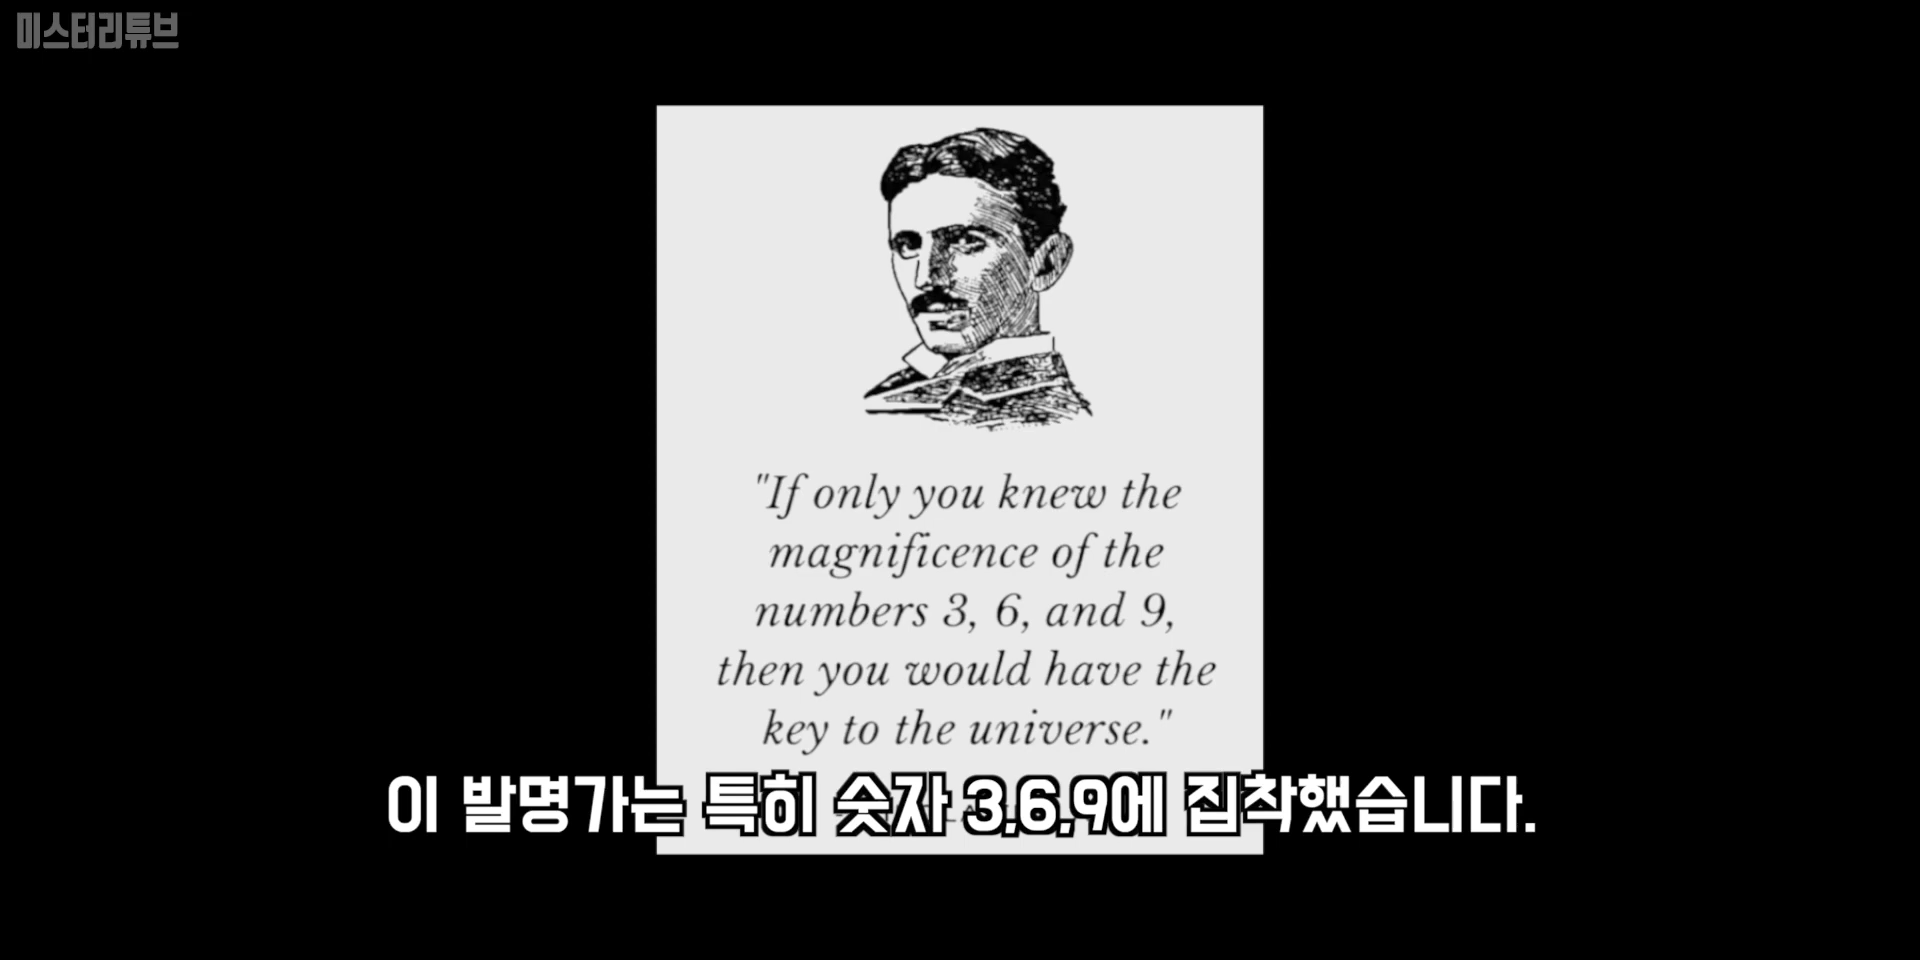 미스터리튜브
"If only you knew the
magnificence of the
numbers 3, 6, and 9,
then you would have the
key to the universe."
이 발명가는 특히 숫자 3,6,9에 집착했습니다.